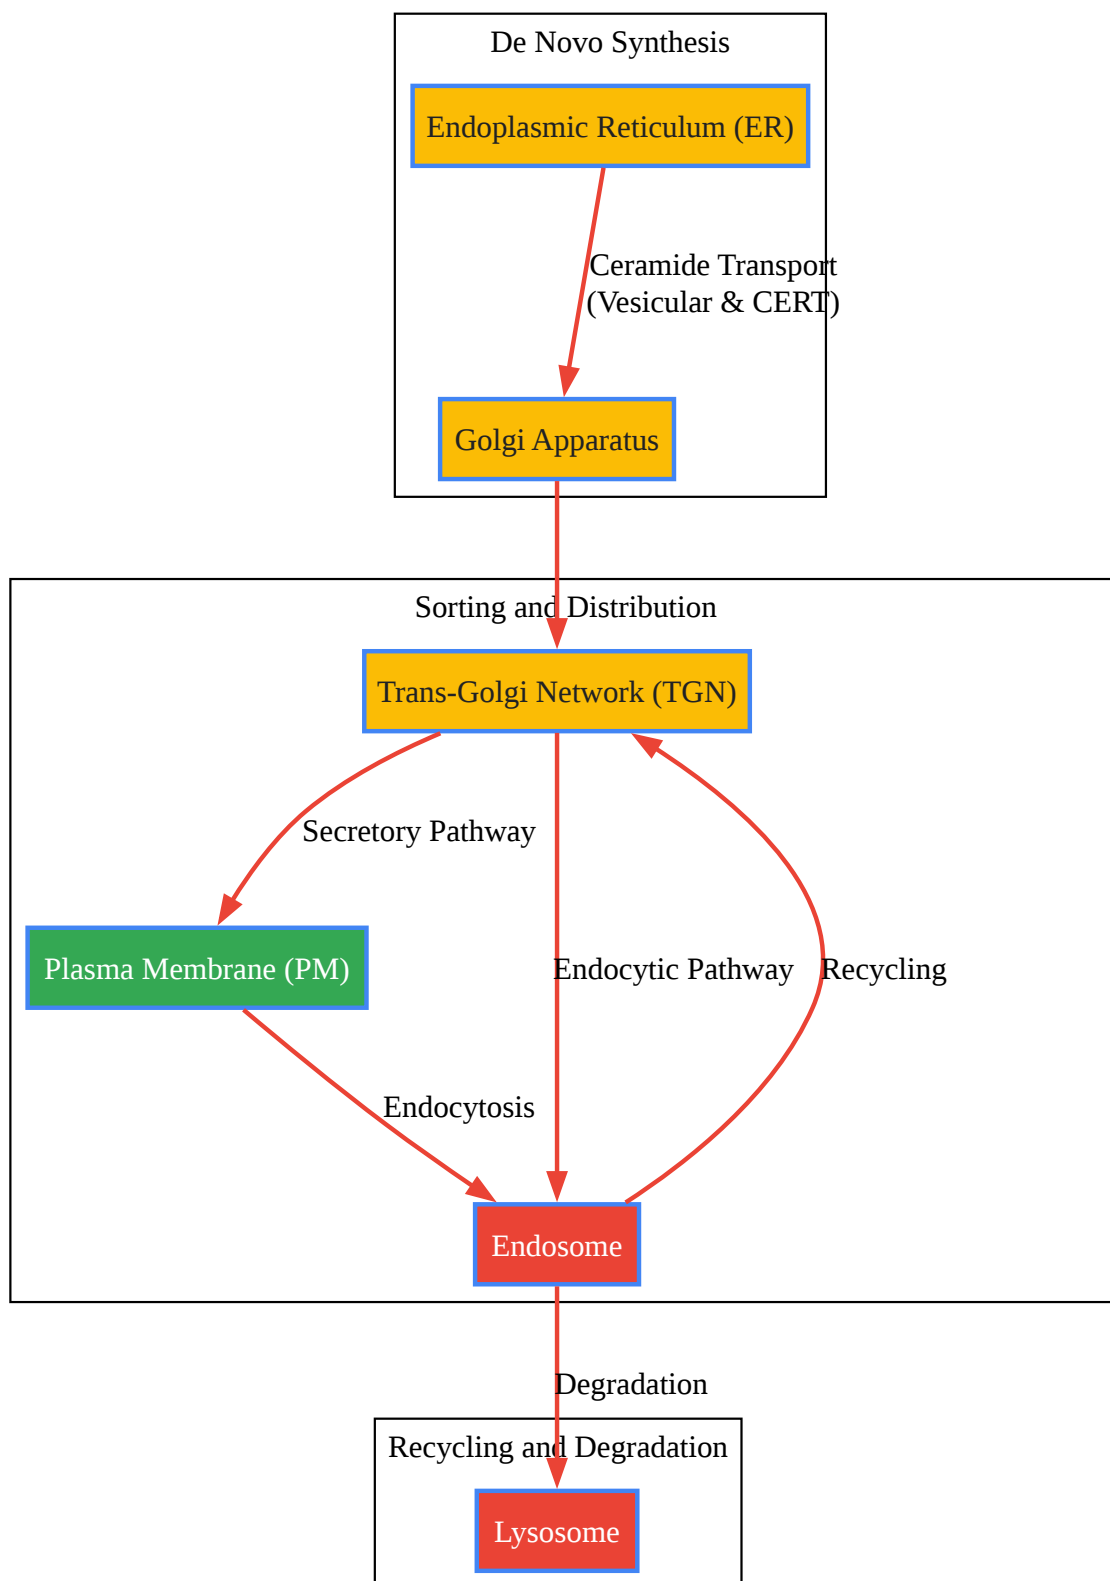 De Novo Synthesis
Endoplasmic Reticulum (ER)
Ceramide Transport
(Vesicular & CERT)
Golgi Apparatus
Sorting and Distribution
Trans-Golgi Network (TGN)
Secretory Pathway
Plasma Membrane (PM)
Endocytic Pathway
Recycling
Endocytosis
Endosome
Degradation
Recycling and Degradation
Lysosome